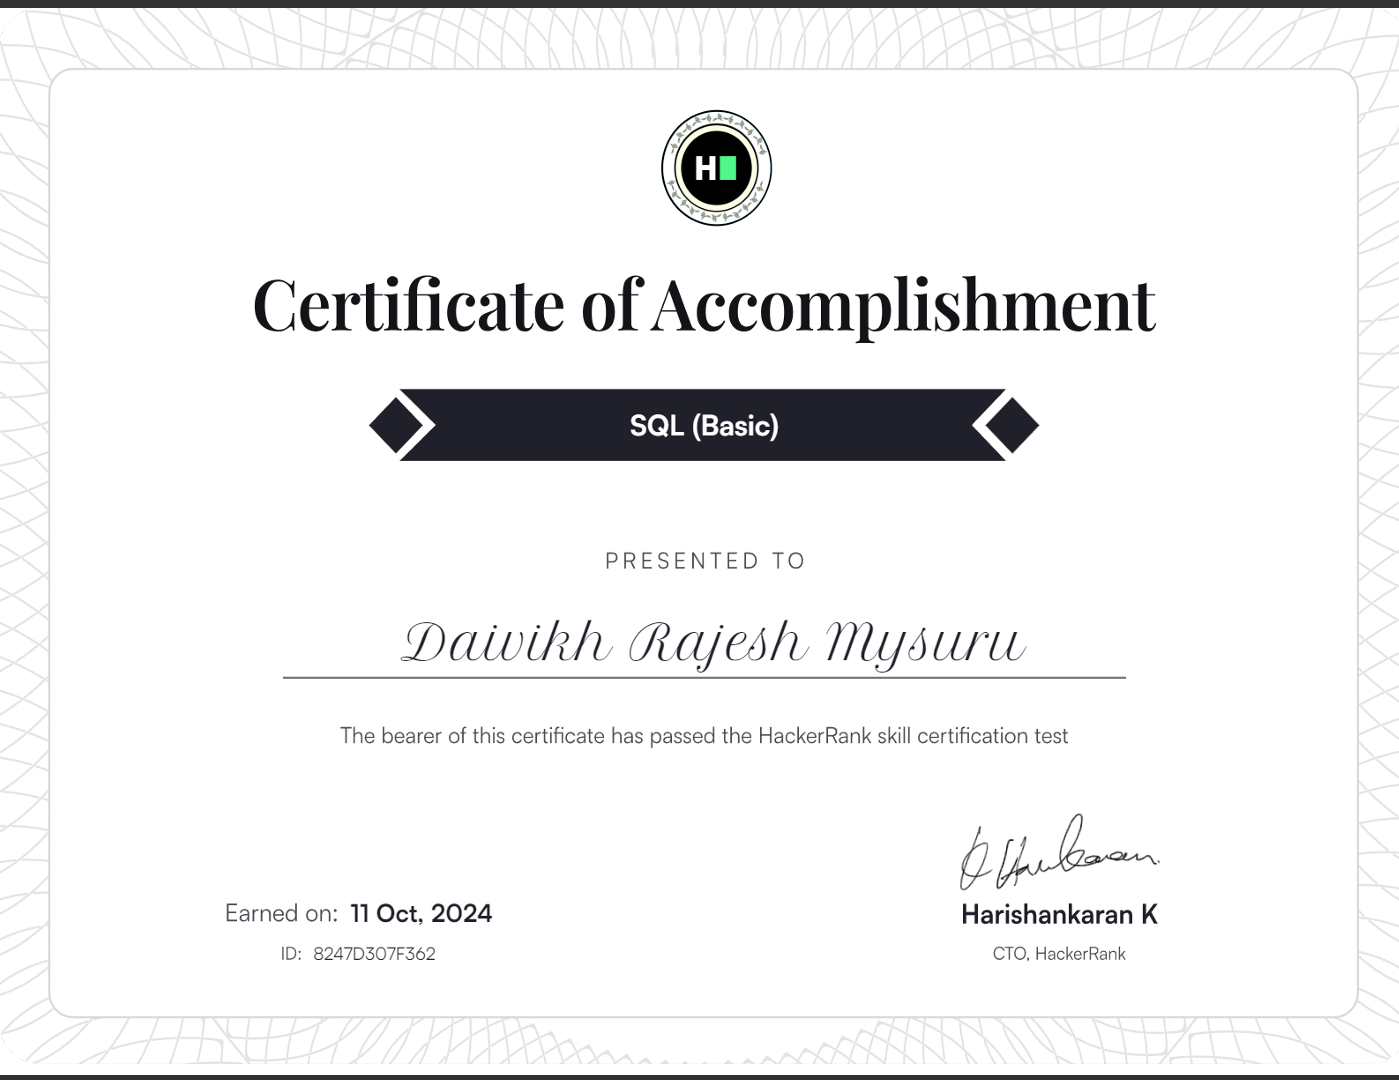 H
Certificate of Accomplishment
SQL (Basic)
PRESENTED TO
Daivikh Rajesh Mysuru
The bearer of this certificate has passed the HackerRank skill certification test
Earned on: 11 Oct, 2024
ID: 8247D307F362
Harishankaran K
CTO, HackerRank